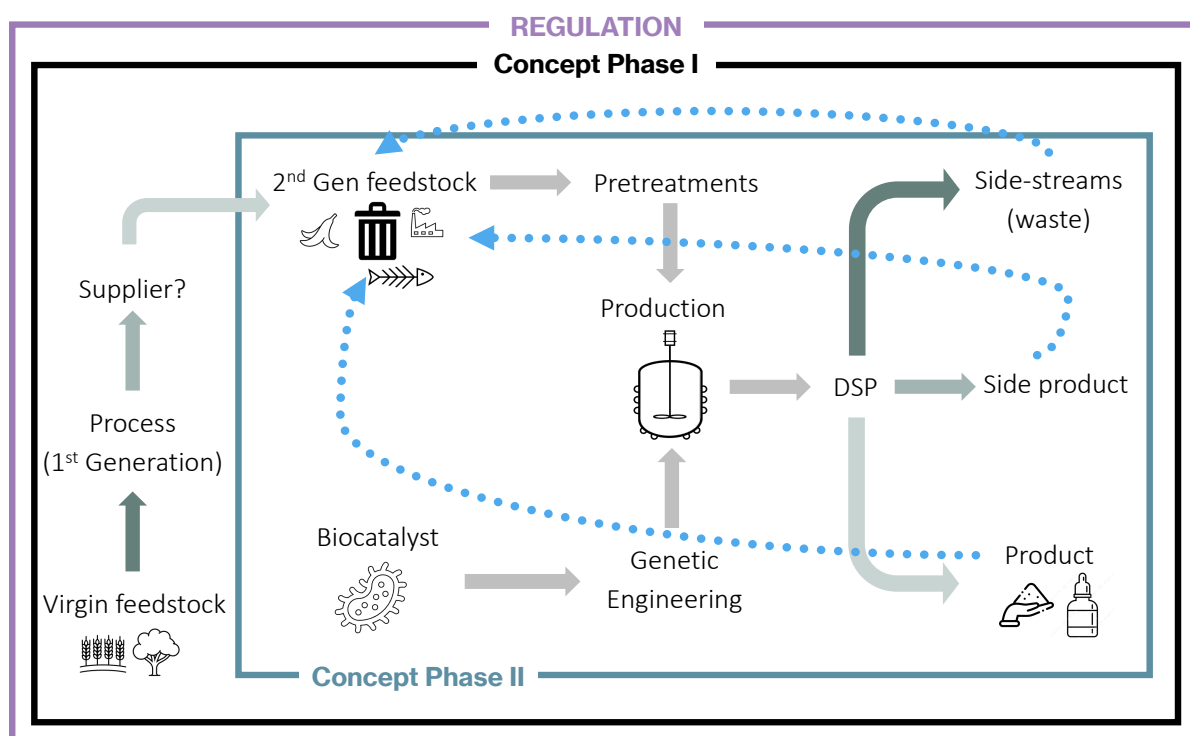 REGULATION
Concept Phase I
2nd Gen feedstock
Pretreatments
Side-streams
(waste)
Supplier?
Production
Process
(1st Generation)
DSP
Side product
Biocatalyst
Genetic
Engineering
Product
Virgin feedstock
Concept Phase II